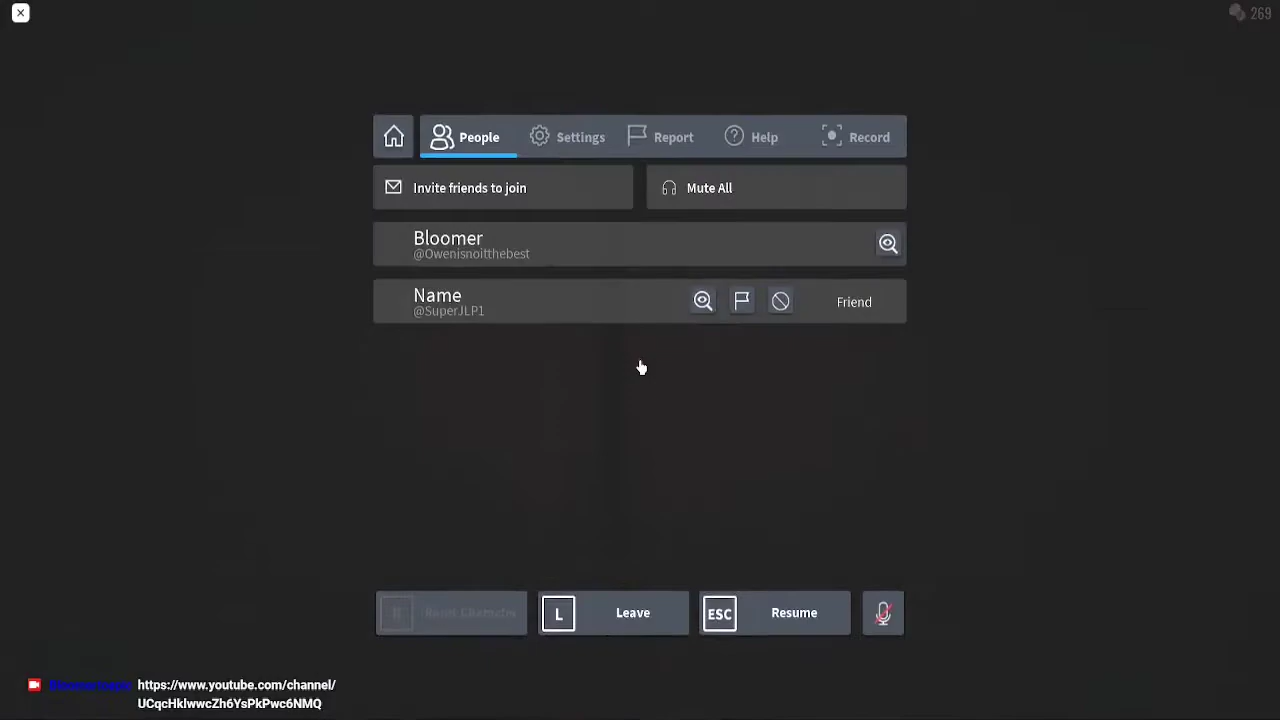 269
People Settings Report Help Record
Invite friends to join Mute All
Bloomer
@Owenisnoitthebest
Name
@SuperJLP1
Friend
L Leave ESC Resume
https://www.youtube.com/channel/
UCqcHklwwcZh6YsPkPwc6NMQ